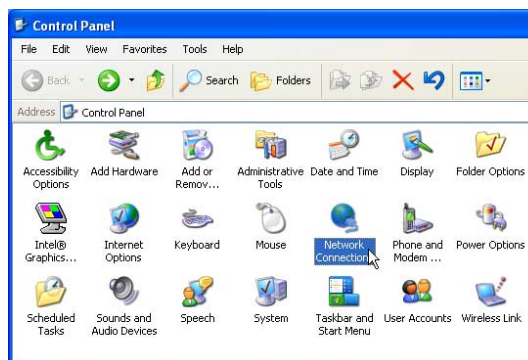 Control Panel
File Edit View Favorites Tools Help
Back Search Folders
Address Control Panel
Accessibility Options
Add Hardware
Add or Remov...
Administrative Tools
Date and Time
Display
Folder Options
Intel® Graphics...
Internet Options
Keyboard
Mouse
Network Connections
Phone and Modem ...
Power Options
Scheduled Tasks
Sounds and Audio Devices
Speech
System
Taskbar and Start Menu
User Accounts
Wireless Link